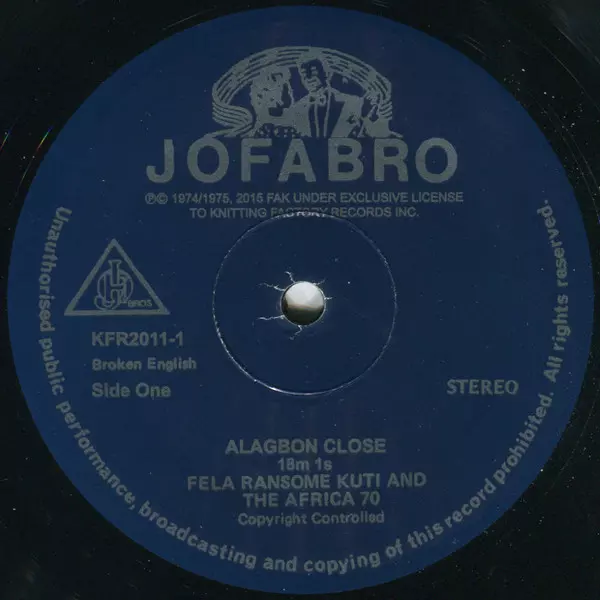 JOFABRO
℗© 1974/1975, 2015 FAK UNDER EXCLUSIVE LICENSE
TO KNITTING FACTORY RECORDS INC.
BROS
KFR2011-1
Broken English
Side One
STEREO
ALAGBON CLOSE
18m 1s
FELA RANSOME KUTI AND
THE AFRICA 70
Copyright Controlled
Unauthorised public performance, broadcasting and copying of this record prohibited. All rights reserved.